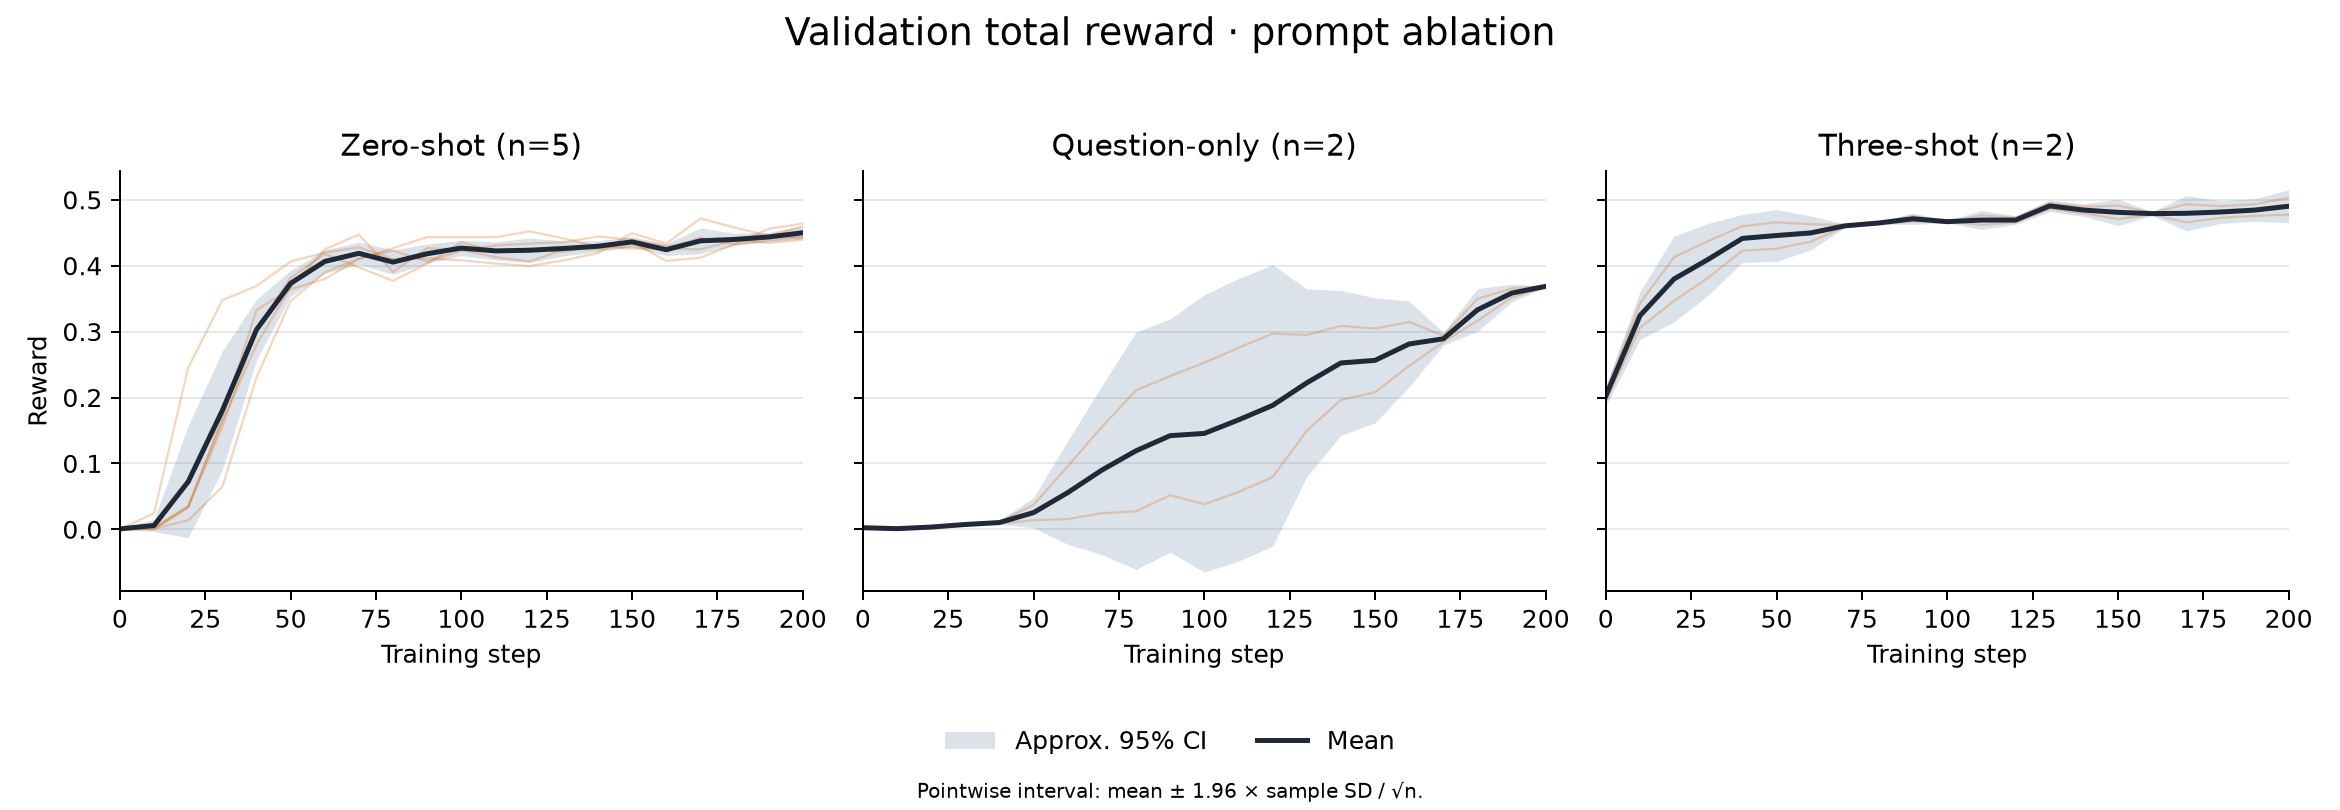 Validation total reward · prompt ablation
Zero-shot (n=5)
Question-only (n=2)
Three-shot (n=2)
Reward
0.5
0.4
0.3
0.2
0.1
0.0
0 25 50 75 100 125 150 175 200
0 25 50 75 100 125 150 175 200
0 25 50 75 100 125 150 175 200
Training step
Training step
Training step
Approx. 95% CI
Mean
Pointwise interval: mean ± 1.96 × sample SD / √n.